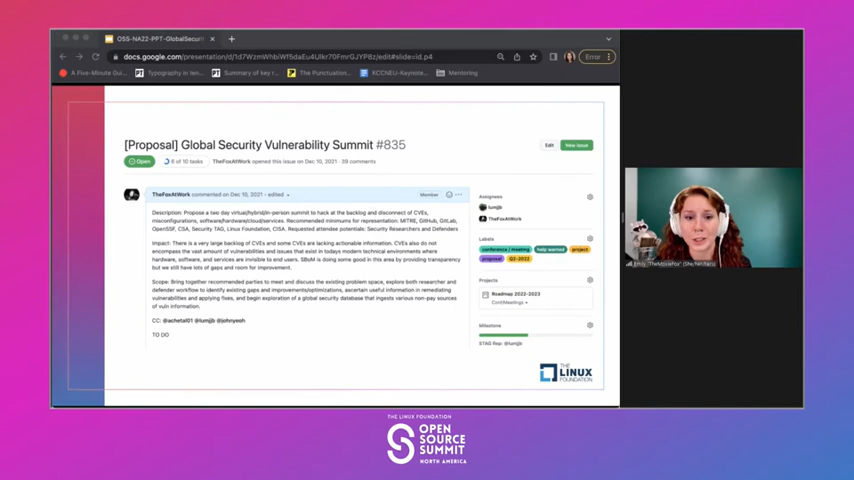 OSS-NA22-PPT-GlobalSecuri
docs.google.com/presentation/d/1d7WzmWhbiW15daEu4Ulkr70FmrGJYP8z/edit#slide=id.p4
Error
A Five-Minute Gui...
Typography in ten...
Summary of key r...
The Punctuation...
KCCNEU-Keynote...
Mentoring
[Proposal] Global Security Vulnerability Summit #835
Edit
New issue
Open
6 of 10 tasks
TheFoxAtWork opened this issue on Dec 10, 2021 · 39 comments
TheFoxAtWork commented on Dec 10, 2021 · edited
Member
Description: Propose a two day virtual/hybrid/in-person summit to hack at the backlog and disconnect of CVEs,
misconfigurations, software/hardware/cloud/services. Recommended minimums for representation: MITRE, GitHub, GitLab,
OpenSSF, CSA, Security TAG, Linux Foundation, CISA. Requested attendee potentials: Security Researchers and Defenders
Impact: There is a very large backlog of CVEs and some CVEs are lacking actionable information. CVEs also do not
encompass the vast amount of vulnerabilities and issues that exist in todays modern technical environments where
hardware, software, and services are invisible to end users. SBoM is doing some good in this area by providing transparency
but we still have lots of gaps and room for improvement.
Scope: Bring together recommended parties to meet and discuss the existing problem space, explore both researcher and
defender workflow to identify existing gaps and improvements/optimizations, ascertain useful information in remediating
vulnerabilities and applying fixes, and begin exploration of a global security database that ingests various non-pay sources
of vuln information.
CC: @achetal01 @lumjjb @johnyeoh
TO DO
Assignees
lumjjb
TheFoxAtWork
Labels
conference / meeting
help wanted
project
proposal
Q2-2022
Projects
Roadmap 2022-2023
Conf/Meetings
Milestone
STAG Rep: @lumjjb
THE
LINUX
FOUNDATION
Emily "TheMoxieFox" (She/Her/hers)
THE LINUX FOUNDATION
OPEN
SOURCE
SUMMIT
NORTH AMERICA